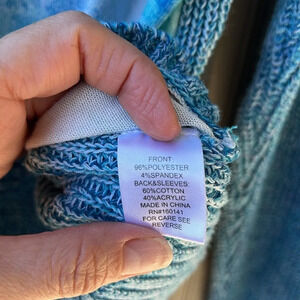 FRONT
96%POLYESTER
4%SPANDEX
BACK&SLEEVES:
60%COTTON
40%ACRYLIC
MADE IN CHINA
RN#160141
FOR CARE SEE
REVERSE